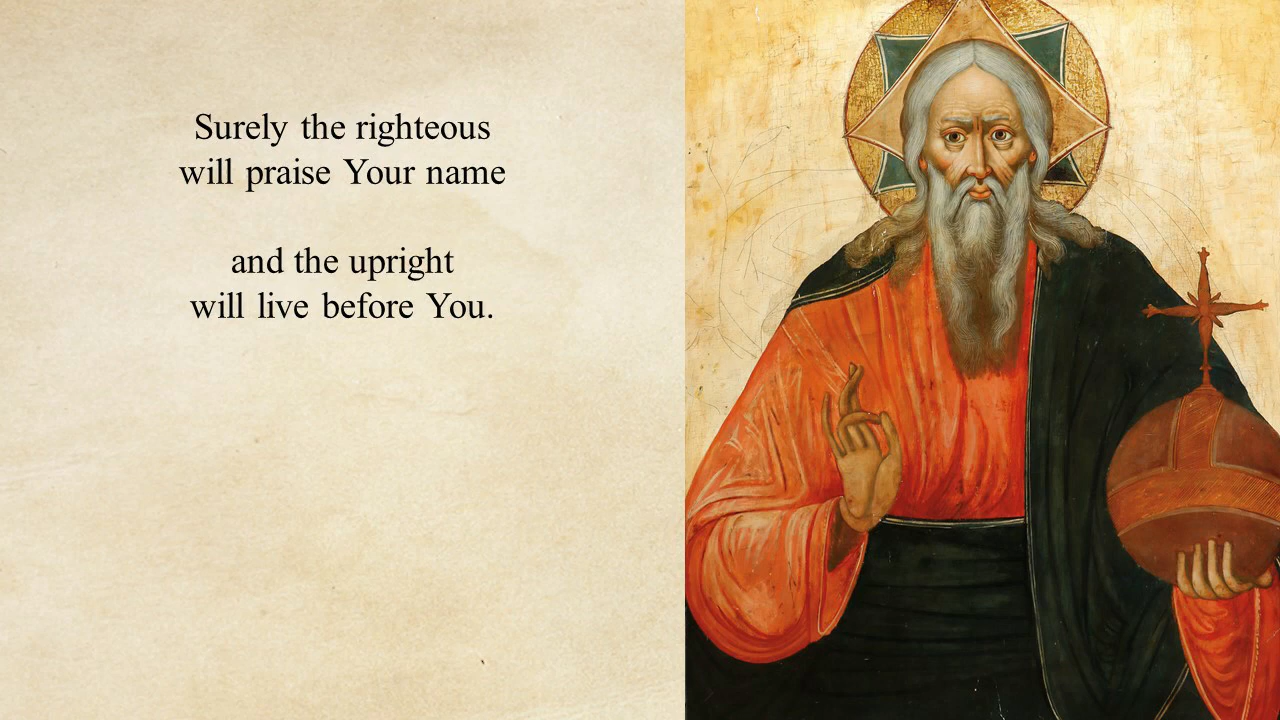 Surely the righteous
will praise Your name
and the upright
will live before You.